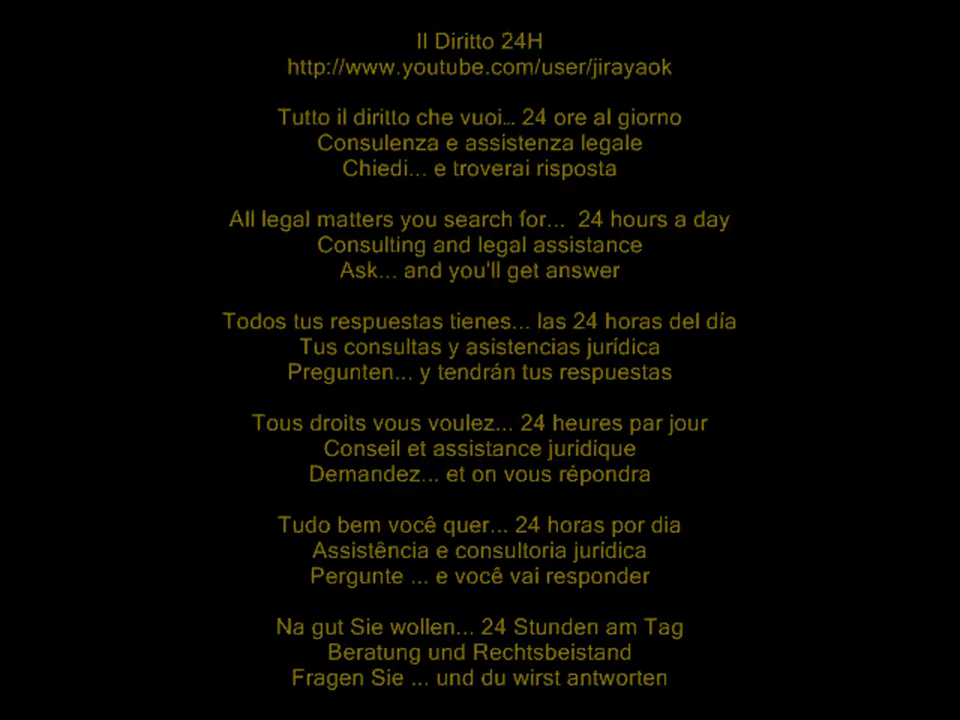 Il Diritto 24H
http://www.youtube.com/user/jirayaok
Tutto il diritto che vuoi... 24 ore al giorno
Consulenza e assistenza legale
Chiedi... e troverai risposta
All legal matters you search for...  24 hours a day
Consulting and legal assistance
Ask... and you'll get answer
Todos tus respuestas tienes... las 24 horas del día
Tus consultas y asistencias jurídica
Pregunten... y tendrán tus respuestas
Tous droits vous voulez... 24 heures par jour
Conseil et assistance juridique
Demandez... et on vous répondra
Tudo bem você quer... 24 horas por dia
Assistência e consultoria jurídica
Pergunte ... e você vai responder
Na gut Sie wollen... 24 Stunden am Tag
Beratung und Rechtsbeistand
Fragen Sie ... und du wirst antworten